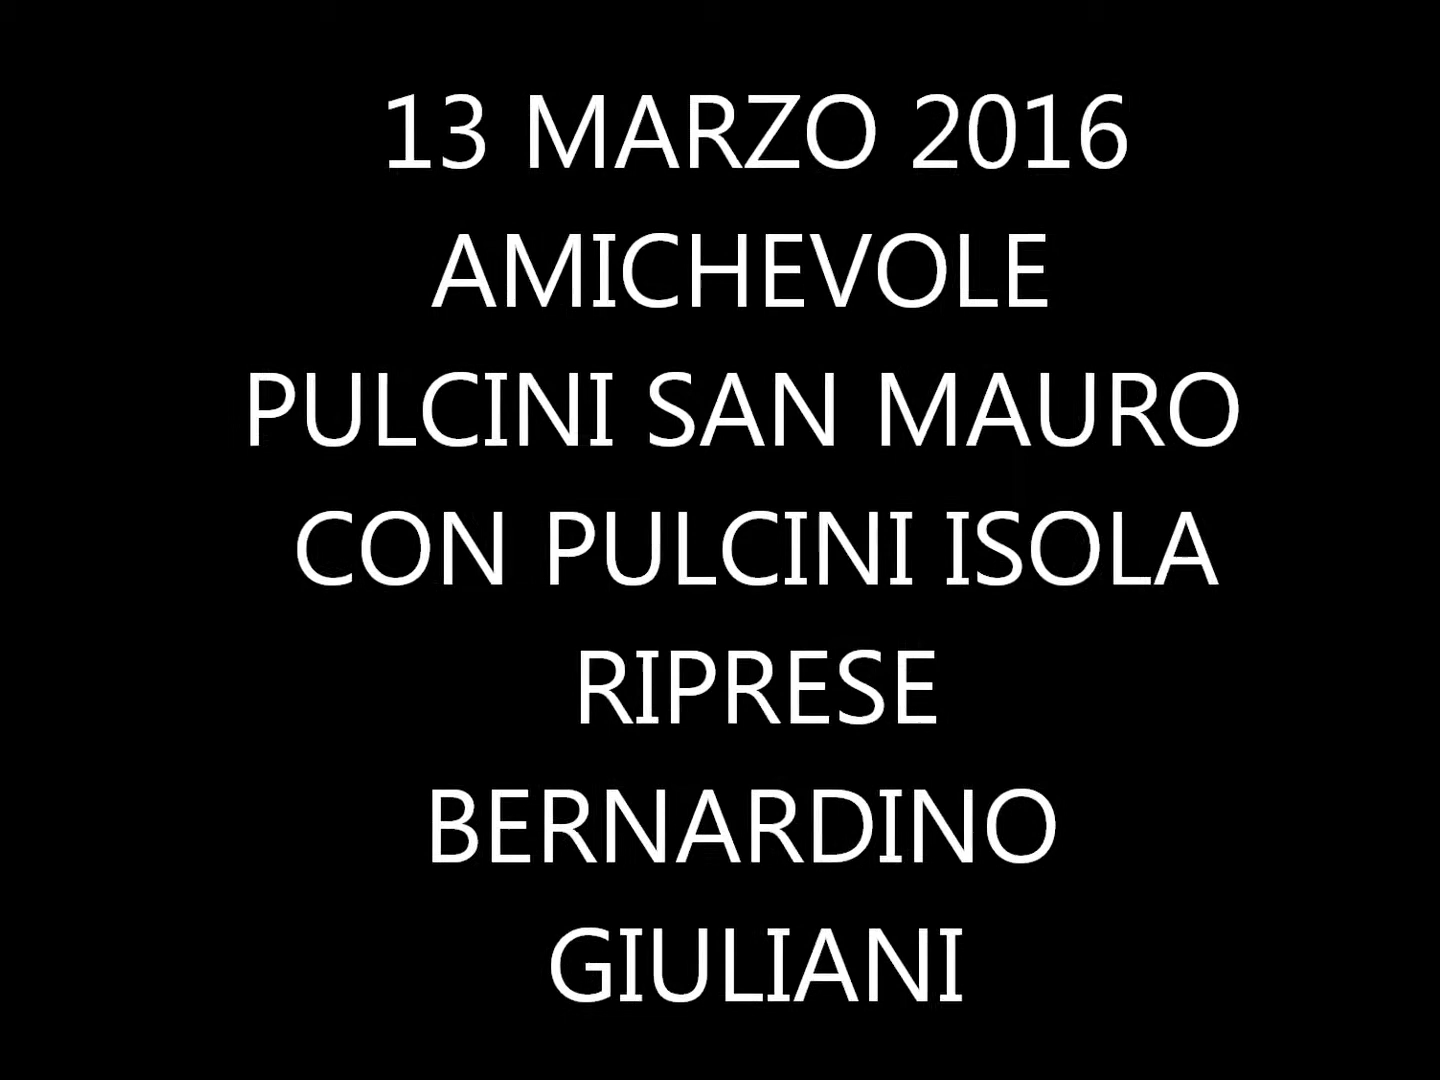 13 MARZO 2016
AMICHEVOLE
PULCINI SAN MAURO
CON PULCINI ISOLA
RIPRESE
BERNARDINO
GIULIANI